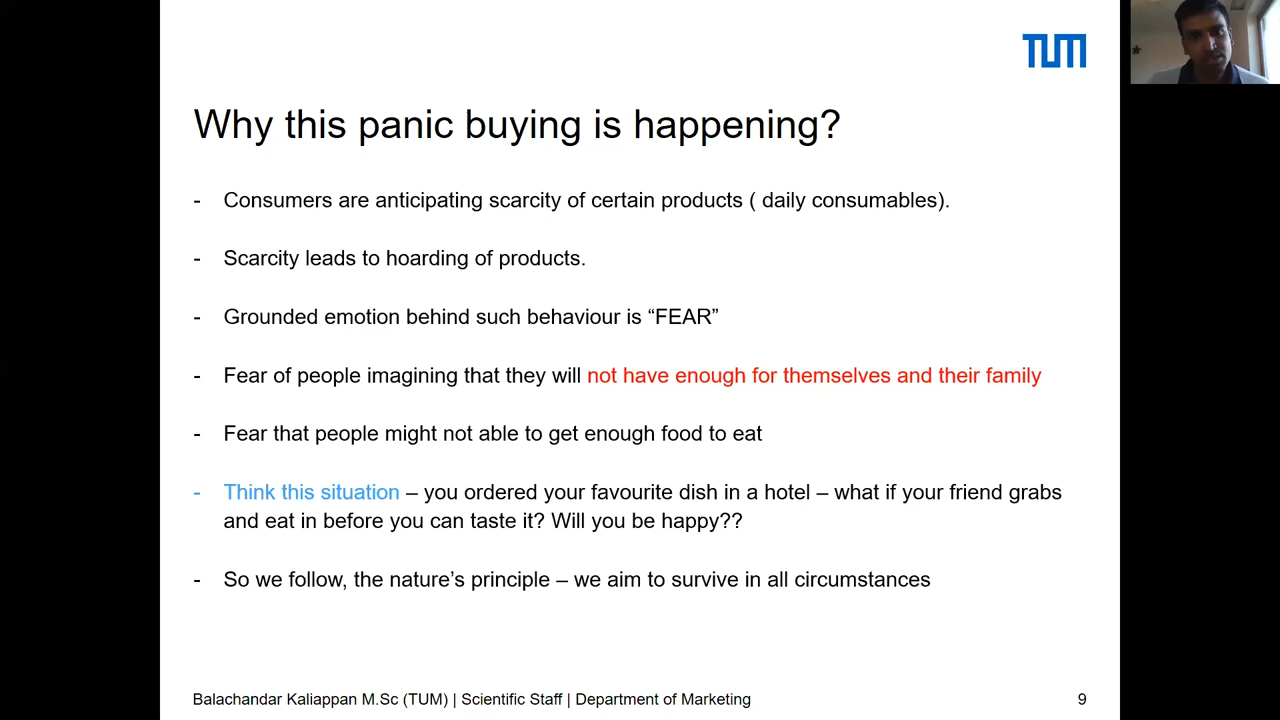 TUM
Why this panic buying is happening?
- Consumers are anticipating scarcity of certain products ( daily consumables).
- Scarcity leads to hoarding of products.
- Grounded emotion behind such behaviour is “FEAR”
- Fear of people imagining that they will not have enough for themselves and their family
- Fear that people might not able to get enough food to eat
- Think this situation – you ordered your favourite dish in a hotel – what if your friend grabs
and eat in before you can taste it? Will you be happy??
- So we follow, the nature’s principle – we aim to survive in all circumstances
Balachandar Kaliappan M.Sc (TUM) | Scientific Staff | Department of Marketing 9